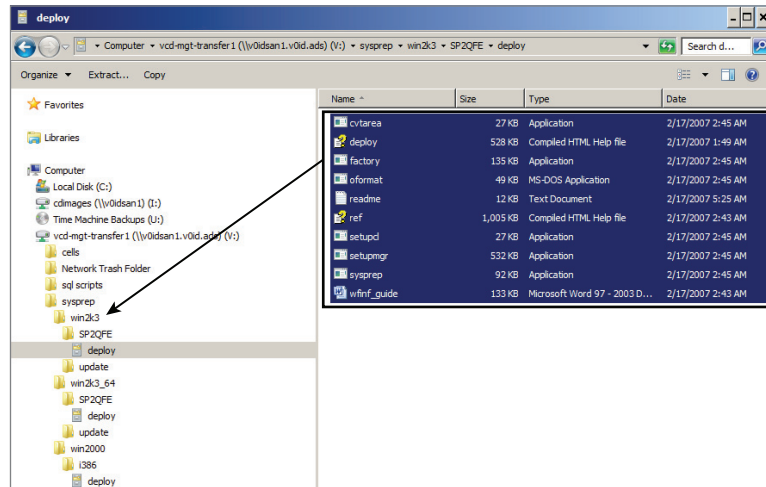 deploy
Computer vcd-mgt-transfer1 (\\v0idsan1.v0id.ads) (V:) sysprep win2k3 SP2QFE deploy
Search d...
Organize Extract... Copy
Name Size Type Date
Favorites
Libraries
Computer
Local Disk (C:)
cdimages (\\v0idsan1) (I:)
Time Machine Backups (U:)
vcd-mgt-transfer1 (\\v0idsan1.v0id.ads) (V:)
cells
Network Trash Folder
sql scripts
sysprep
win2k3
SP2QFE
deploy
update
win2k3_64
SP2QFE
deploy
update
win2000
i386
deploy
cvtarea 27 KB Application 2/17/2007 2:45 AM
deploy 528 KB Compiled HTML Help file 2/17/2007 1:49 AM
factory 135 KB Application 2/17/2007 2:45 AM
oformat 49 KB MS-DOS Application 2/17/2007 2:45 AM
readme 12 KB Text Document 2/17/2007 5:25 AM
ref 1,005 KB Compiled HTML Help file 2/17/2007 2:43 AM
setupcl 27 KB Application 2/17/2007 2:45 AM
setupmgr 532 KB Application 2/17/2007 2:45 AM
sysprep 92 KB Application 2/17/2007 2:45 AM
wfinf_guide 133 KB Microsoft Word 97 - 2003 D... 2/17/2007 2:43 AM